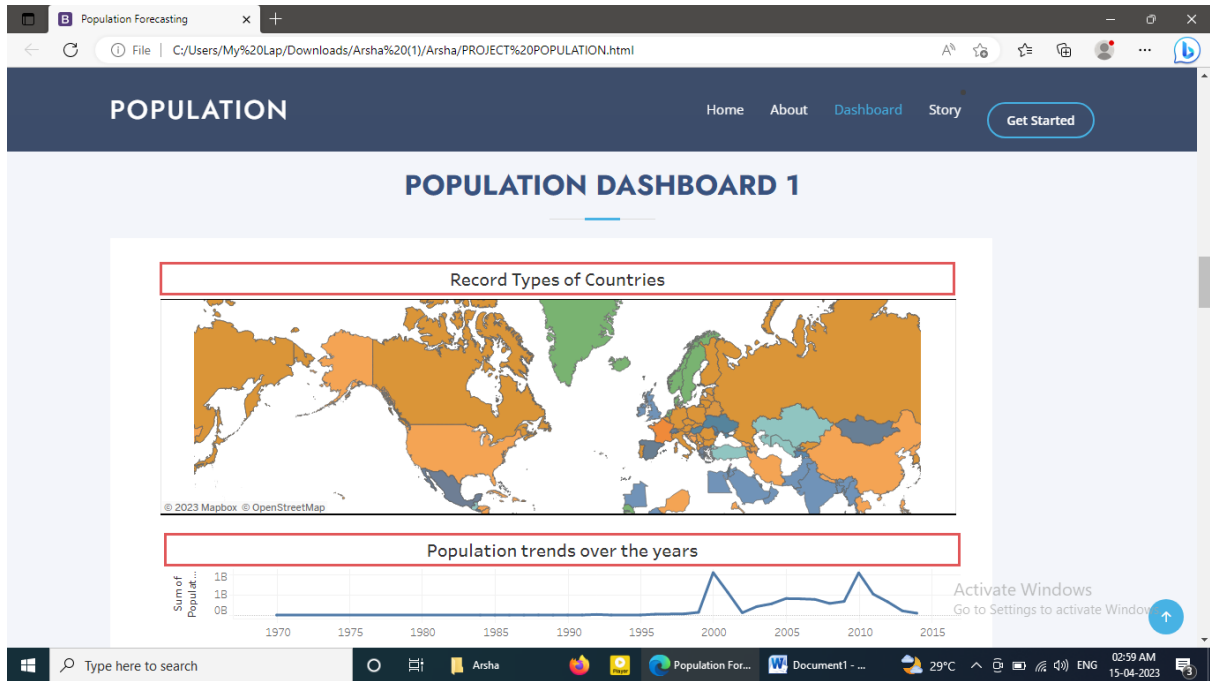 Population Forecasting
File | C:/Users/My%20Lap/Downloads/Arsha%20(1)/Arsha/PROJECT%20POPULATION.html
POPULATION
Home About Dashboard Story Get Started
POPULATION DASHBOARD 1
Record Types of Countries
© 2023 Mapbox © OpenStreetMap
Population trends over the years
Sum of
Populat...
1B
1B
0B
1970 1975 1980 1985 1990 1995 2000 2005 2010 2015
Activate Windows
Go to Settings to activate Window
Type here to search
Arsha
Population For...
Document1 - ...
29°C
ENG
02:59 AM
15-04-2023
3